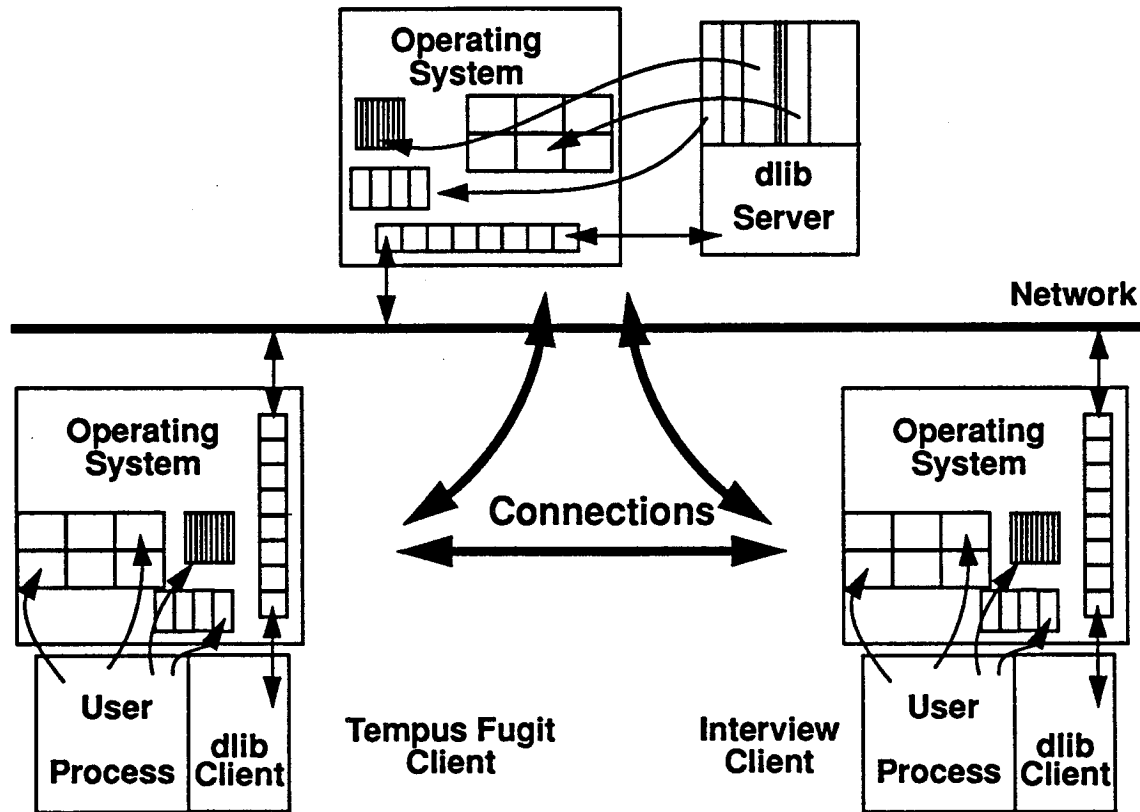 Operating
System
dlib
Server
Network
Operating
System
Connections
Operating
System
User
Process
dlib
Client
Tempus Fugit
Client
Interview
Client
User
Process
dlib
Client